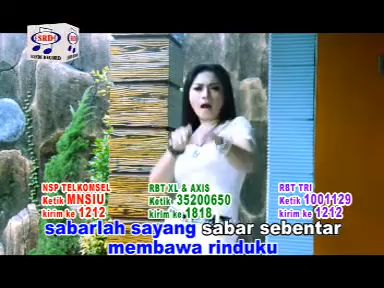 SRD
NSP TELKOMSEL
Ketik MNSIU
kirim ke 1212
RBT XL & AXIS
Ketik 35200650
kirim ke 1818
RBT TRI
Ketik 1001129
kirim ke 1212
sabarlah sayang sabar sebentar
membawa rinduku